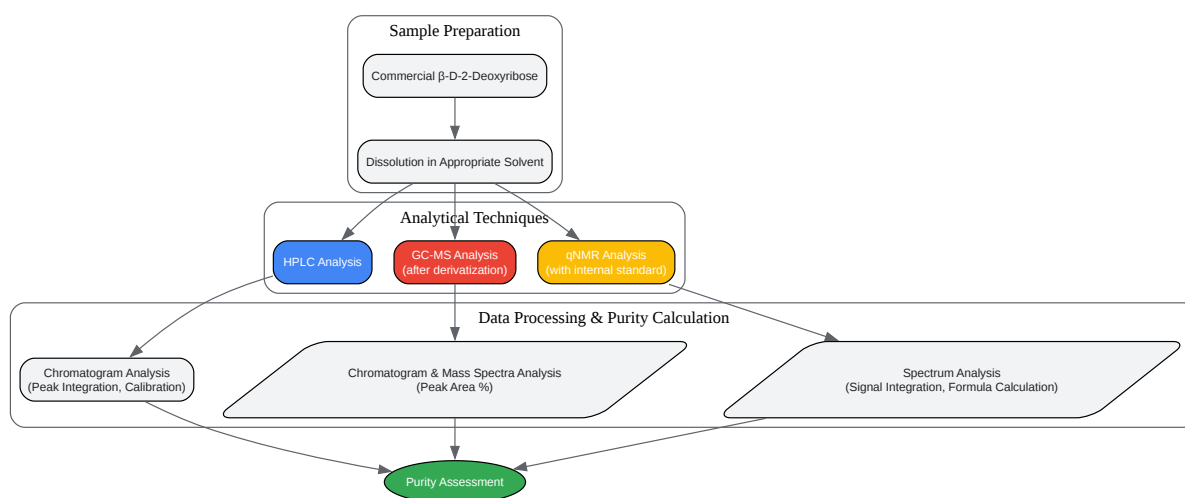 Sample Preparation
Commercial β-D-2-Deoxyribose
Dissolution in Appropriate Solvent
Analytical Techniques
HPLC Analysis
GC-MS Analysis
(after derivatization)
qNMR Analysis
(with internal standard)
Data Processing & Purity Calculation
Chromatogram Analysis
(Peak Integration, Calibration)
Chromatogram & Mass Spectra Analysis
(Peak Area %)
Spectrum Analysis
(Signal Integration, Formula Calculation)
Purity Assessment